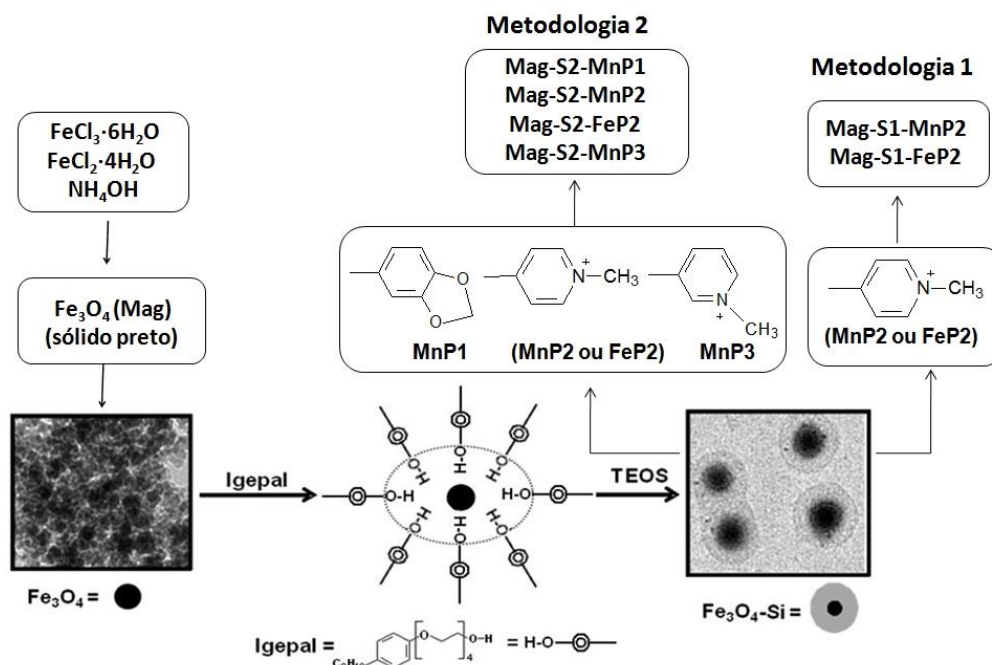 Metodologia 2
Mag-S2-MnP1
Mag-S2-MnP2
Mag-S2-FeP2
Mag-S2-MnP3
Metodologia 1
Mag-S1-MnP2
Mag-S1-FeP2
FeCl₃·6H₂O
FeCl₂·4H₂O
NH₄OH
Fe₃O₄ (Mag)
(sólido preto)
O
O
MnP1
+
N
CH₃
(MnP2 ou FeP2)
N
+
CH₃
MnP3
+
N
CH₃
(MnP2 ou FeP2)
Igepal
O-H
O-H
O-H
O-H
H-O
O-H
O-H
O-H
TEOS
Fe₃O₄ =
Fe₃O₄-Si =
Igepal =
O
O-H
4
= H-O